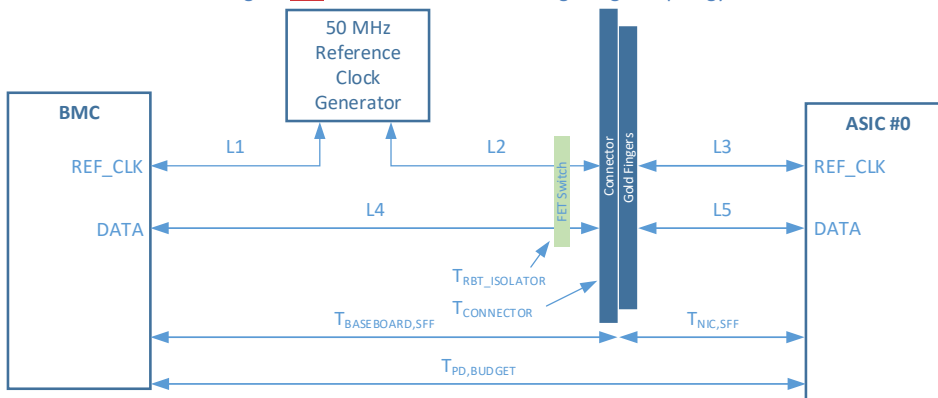 50 MHz
Reference
Clock
Generator
BMC
ASIC #0
L1
L2
L3
REF_CLK
REF_CLK
Connector
Gold Fingers
FET Switch
L4
L5
DATA
DATA
TRBT_ISOLATOR
TCONNECTOR
TBASEBOARD,SFF
TNIC,SFF
TPD,BUDGET